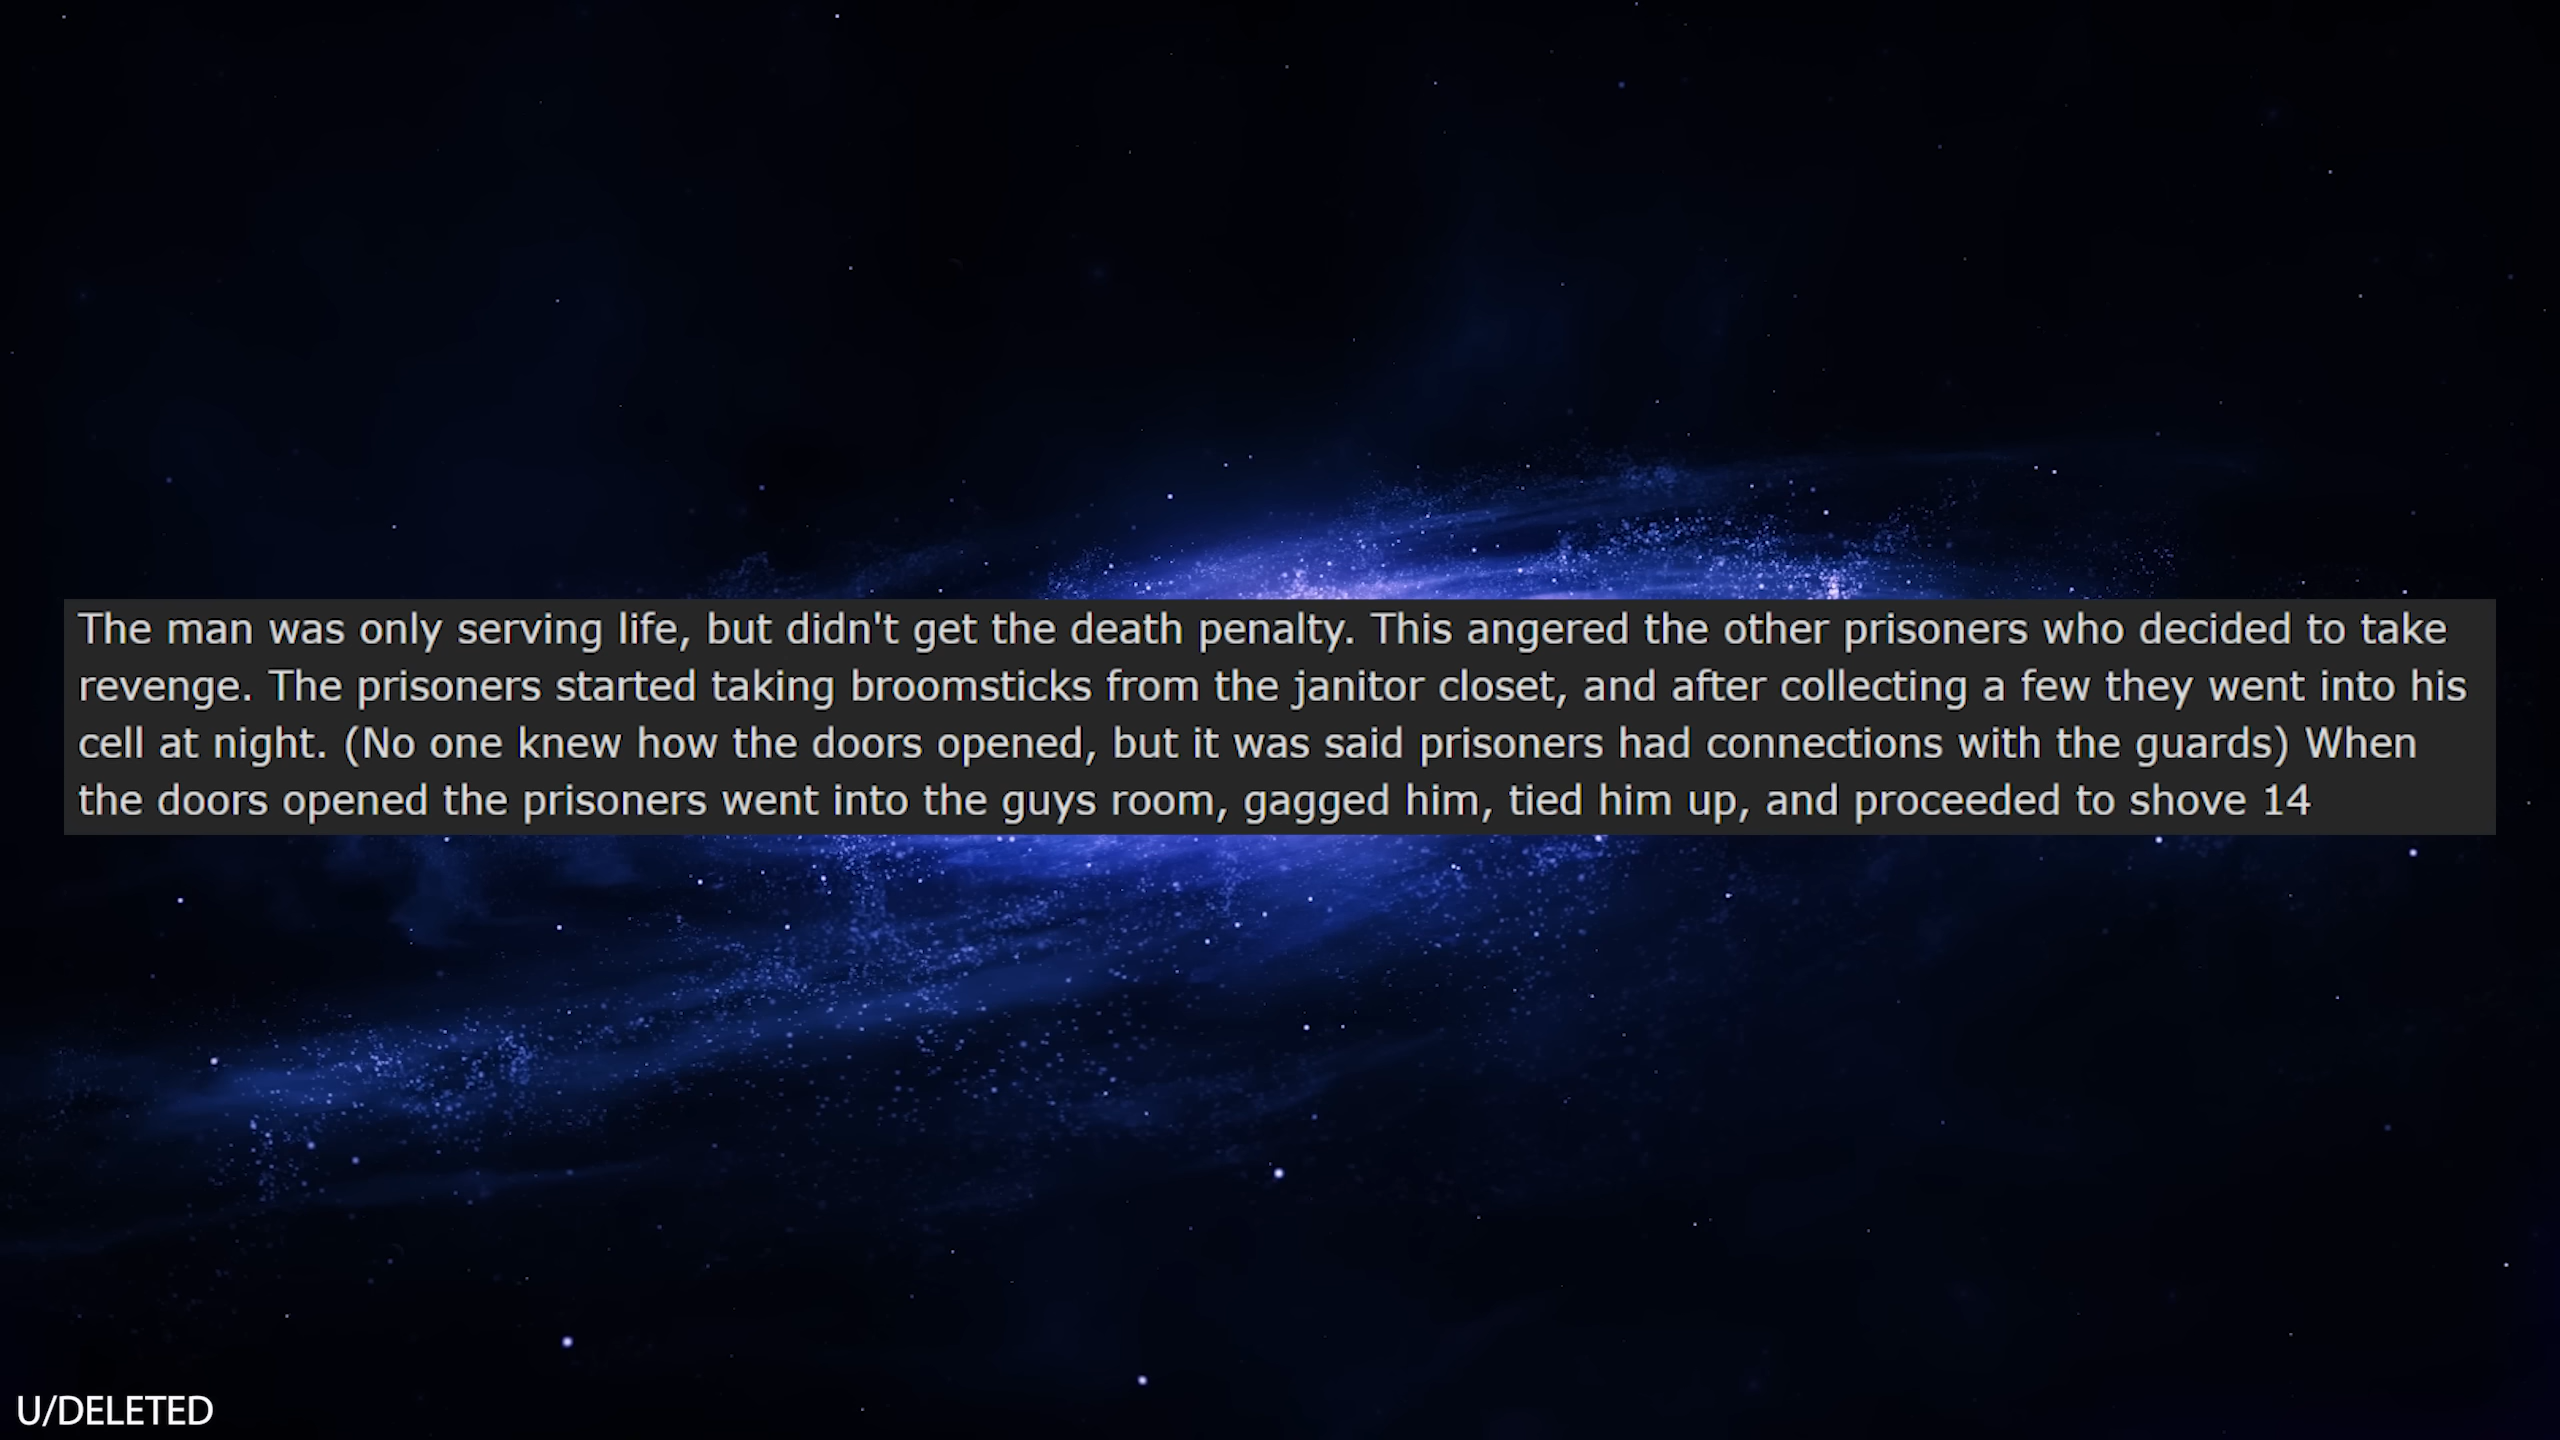 The man was only serving life, but didn't get the death penalty. This angered the other prisoners who decided to take
revenge. The prisoners started taking broomsticks from the janitor closet, and after collecting a few they went into his
cell at night. (No one knew how the doors opened, but it was said prisoners had connections with the guards) When
the doors opened the prisoners went into the guys room, gagged him, tied him up, and proceeded to shove 14
U/DELETED